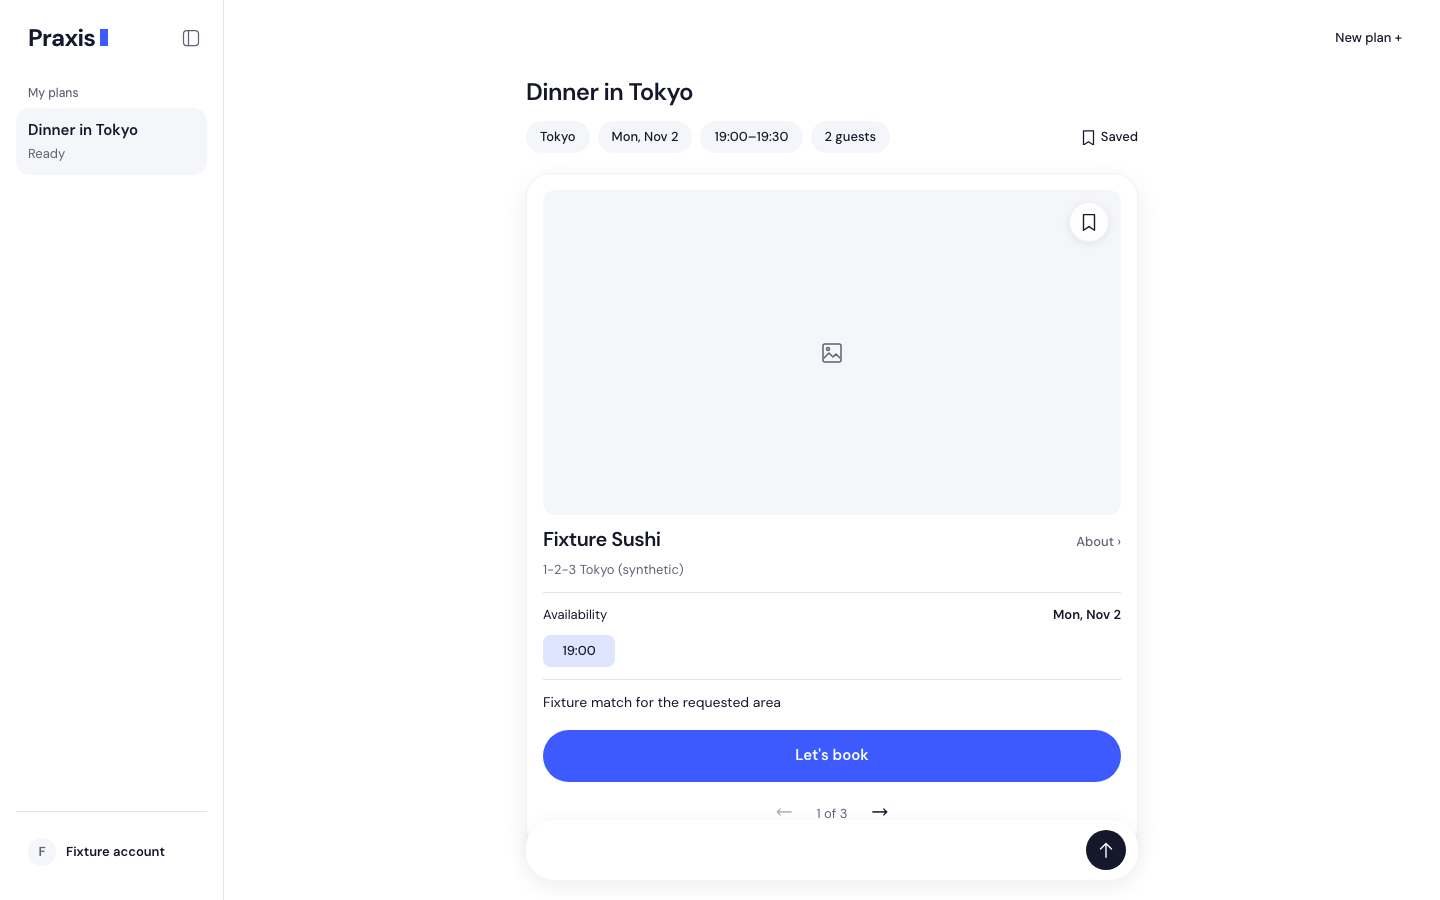 Praxis
New plan +
My plans
Dinner in Tokyo
Ready
Dinner in Tokyo
Tokyo
Mon, Nov 2
19:00–19:30
2 guests
Saved
Fixture Sushi
About ›
1-2-3 Tokyo (synthetic)
Availability
Mon, Nov 2
19:00
Fixture match for the requested area
Let's book
1 of 3
F
Fixture account